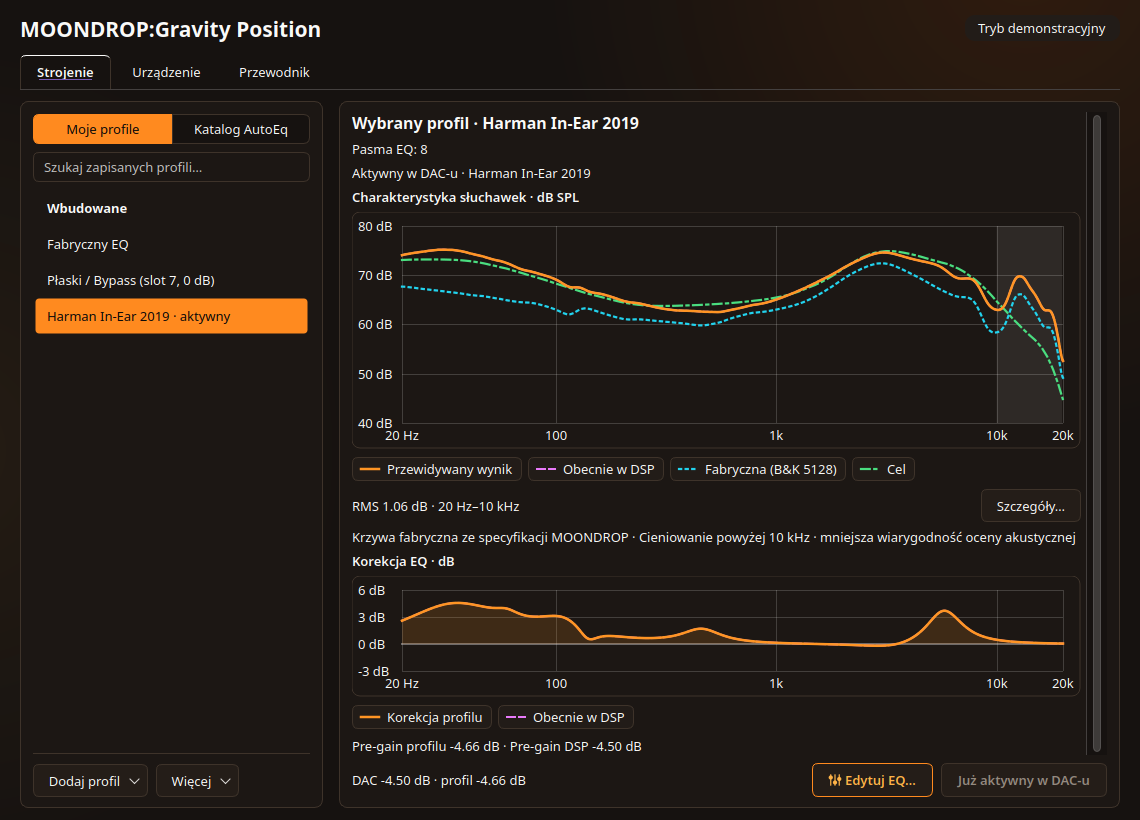 MOONDROP:Gravity Position
Tryb demonstracyjny
Strojenie
Urządzenie
Przewodnik
Moje profile
Katalog AutoEq
Szukaj zapisanych profili...
Wbudowane
Fabryczny EQ
Płaski / Bypass (slot 7, 0 dB)
Harman In-Ear 2019 · aktywny
Dodaj profil
Więcej
Wybrany profil · Harman In-Ear 2019
Pasma EQ: 8
Aktywny w DAC-u · Harman In-Ear 2019
Charakterystyka słuchawek · dB SPL
80 dB
70 dB
60 dB
50 dB
40 dB
20 Hz
100
1k
10k
20k
Przewidywany wynik
Obecnie w DSP
Fabryczna (B&K 5128)
Cel
RMS 1.06 dB · 20 Hz–10 kHz
Szczegóły...
Krzywa fabryczna ze specyfikacji MOONDROP · Cieniowanie powyżej 10 kHz · mniejsza wiarygodność oceny akustycznej
Korekcja EQ · dB
6 dB
3 dB
0 dB
-3 dB
20 Hz
100
1k
10k
20k
Korekcja profilu
Obecnie w DSP
Pre-gain profilu -4.66 dB · Pre-gain DSP -4.50 dB
DAC -4.50 dB · profil -4.66 dB
Edytuj EQ...
Już aktywny w DAC-u